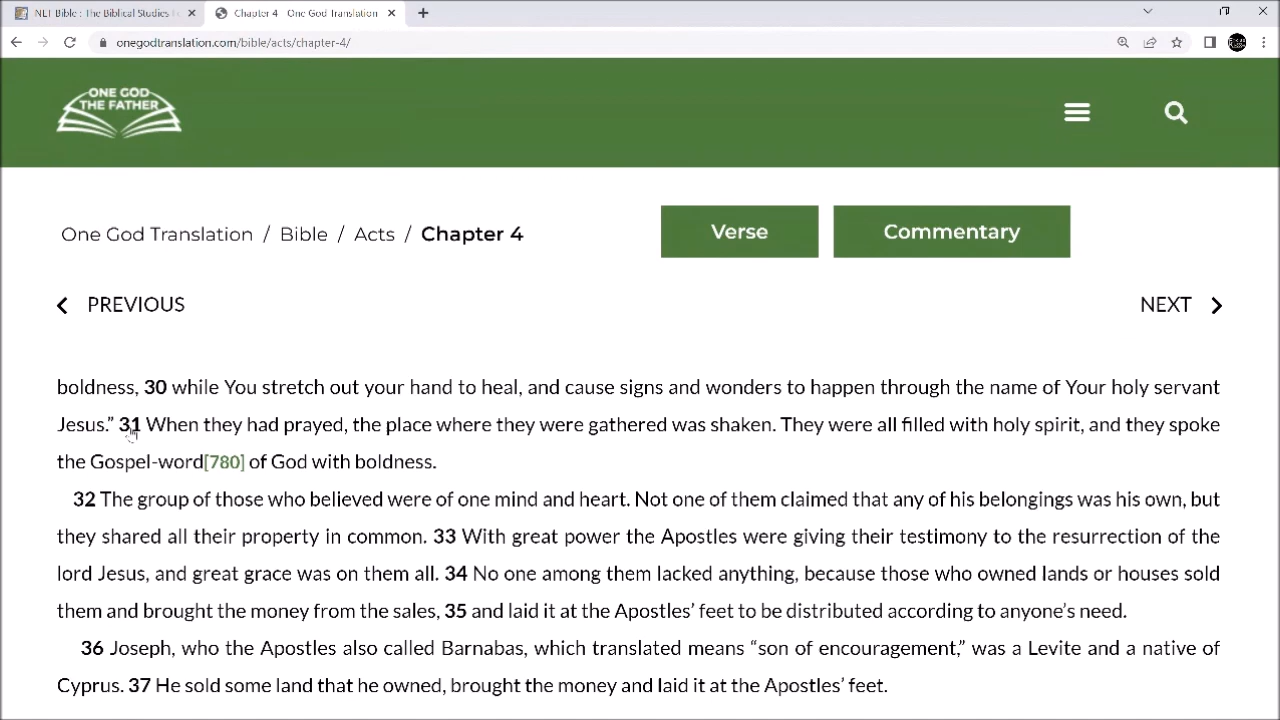 NLT Bible : The Biblical Studies
Chapter 4 - One God Translation
onegodtranslation.com/bible/acts/chapter-4/
ONE GOD
THE FATHER
One God Translation / Bible / Acts / Chapter 4
Verse
Commentary
PREVIOUS
NEXT
boldness, 30 while You stretch out your hand to heal, and cause signs and wonders to happen through the name of Your holy servant
Jesus.” 31 When they had prayed, the place where they were gathered was shaken. They were all filled with holy spirit, and they spoke
the Gospel-word[780] of God with boldness.
32 The group of those who believed were of one mind and heart. Not one of them claimed that any of his belongings was his own, but
they shared all their property in common. 33 With great power the Apostles were giving their testimony to the resurrection of the
lord Jesus, and great grace was on them all. 34 No one among them lacked anything, because those who owned lands or houses sold
them and brought the money from the sales, 35 and laid it at the Apostles’ feet to be distributed according to anyone’s need.
36 Joseph, who the Apostles also called Barnabas, which translated means “son of encouragement,” was a Levite and a native of
Cyprus. 37 He sold some land that he owned, brought the money and laid it at the Apostles’ feet.